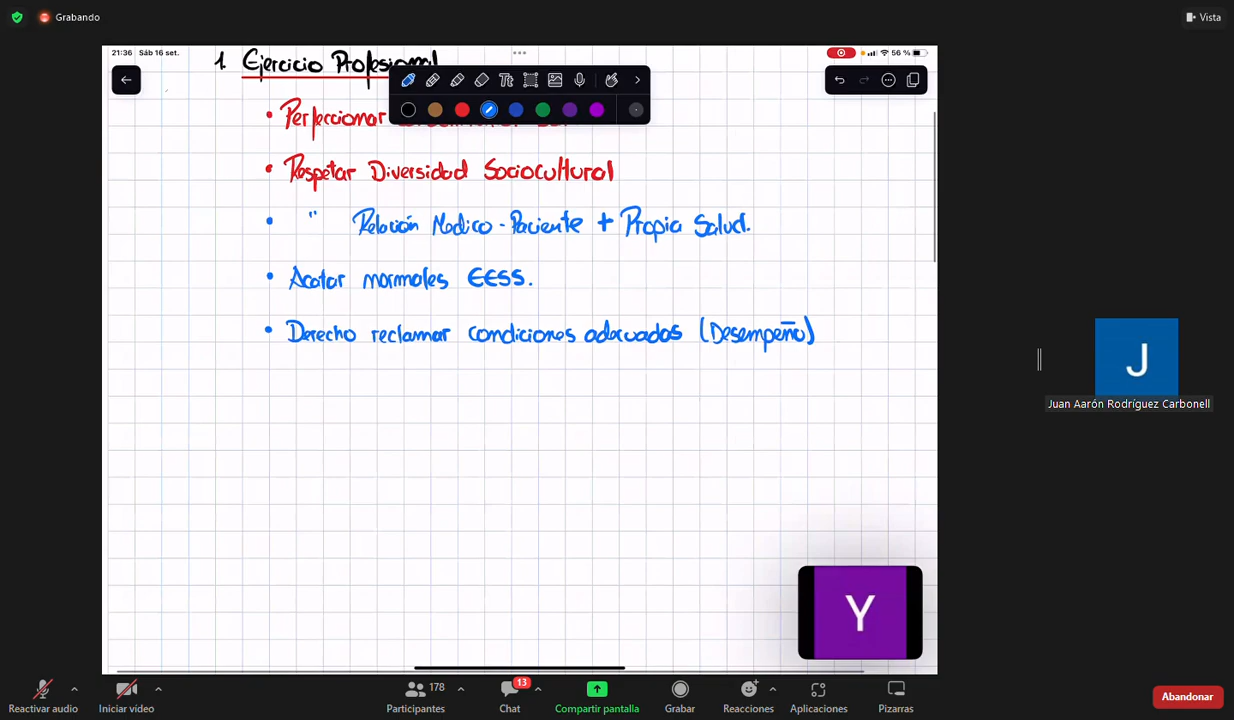 Grabando
Vista
21:36 Sáb 16 set.
56 %
1. Ejercicio Profesional
Tt
• Perfeccionar
• Respetar Diversidad Sociocultural
• " Relación Medico - Paciente + Propia Salud.
• Acatar normales EESS.
• Derecho reclamar condiciones adecuadas (Desempeño)
J
Juan Aarón Rodríguez Carbonell
Y
Reactivar audio
Iniciar vídeo
178
Participantes
13
Chat
Compartir pantalla
Grabar
Reacciones
Aplicaciones
Pizarras
Abandonar